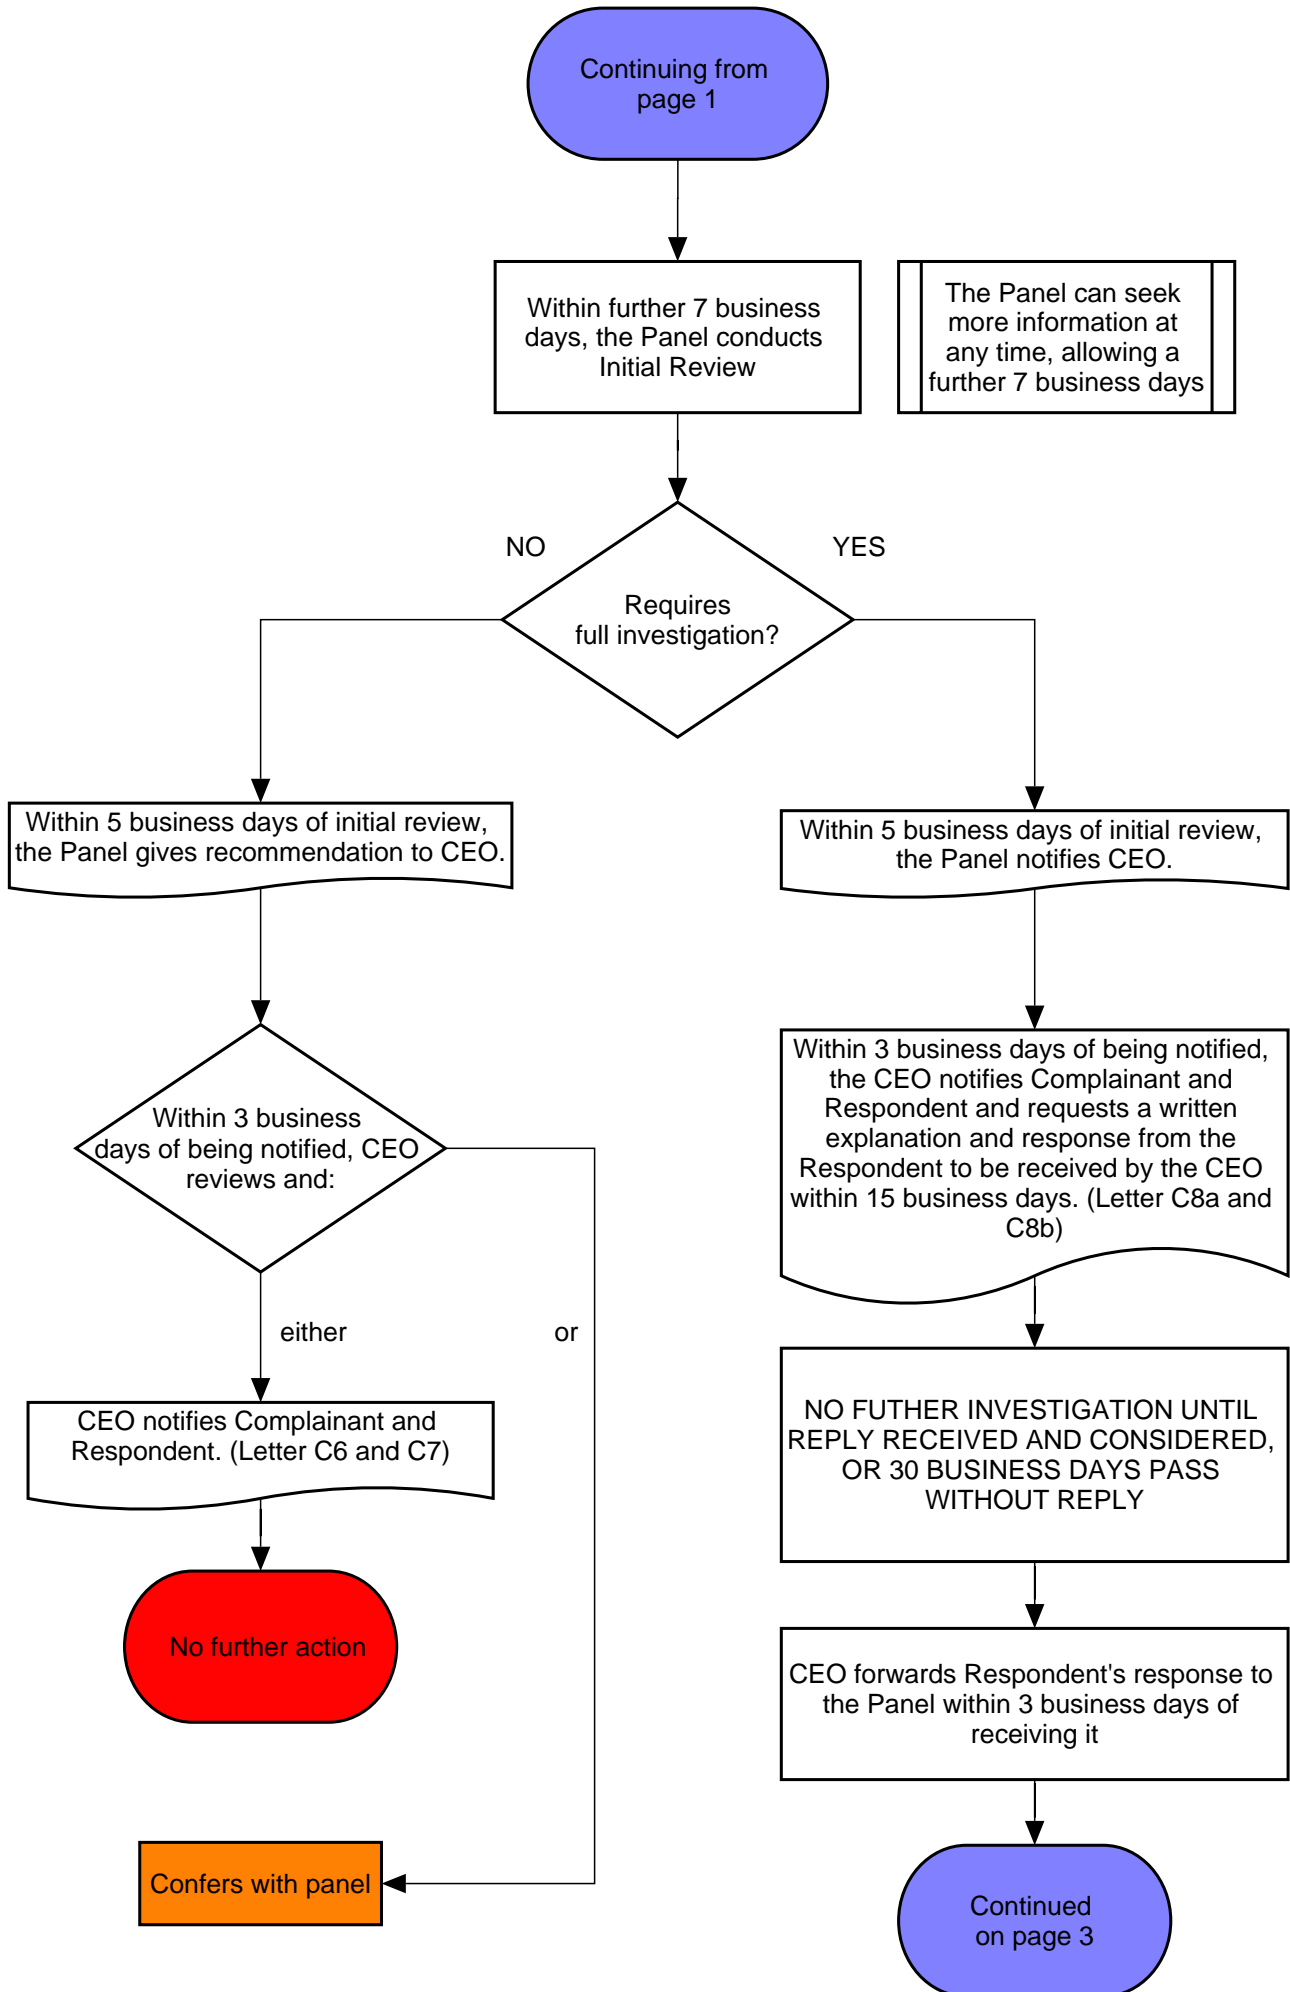 Continuing from
page 1
Within further 7 business
days, the Panel conducts
Initial Review
The Panel can seek
more information at
any time, allowing a
further 7 business days
NO
YES
Requires
full investigation?
Within 5 business days of initial review,
the Panel gives recommendation to CEO.
Within 5 business days of initial review,
the Panel notifies CEO.
Within 3 business
days of being notified, CEO
reviews and:
Within 3 business days of being notified,
the CEO notifies Complainant and
Respondent and requests a written
explanation and response from the
Respondent to be received by the CEO
within 15 business days. (Letter C8a and
C8b)
either
or
CEO notifies Complainant and
Respondent. (Letter C6 and C7)
NO FUTHER INVESTIGATION UNTIL
REPLY RECEIVED AND CONSIDERED,
OR 30 BUSINESS DAYS PASS
WITHOUT REPLY
No further action
CEO forwards Respondent's response to
the Panel within 3 business days of
receiving it
Confers with panel
Continued
on page 3